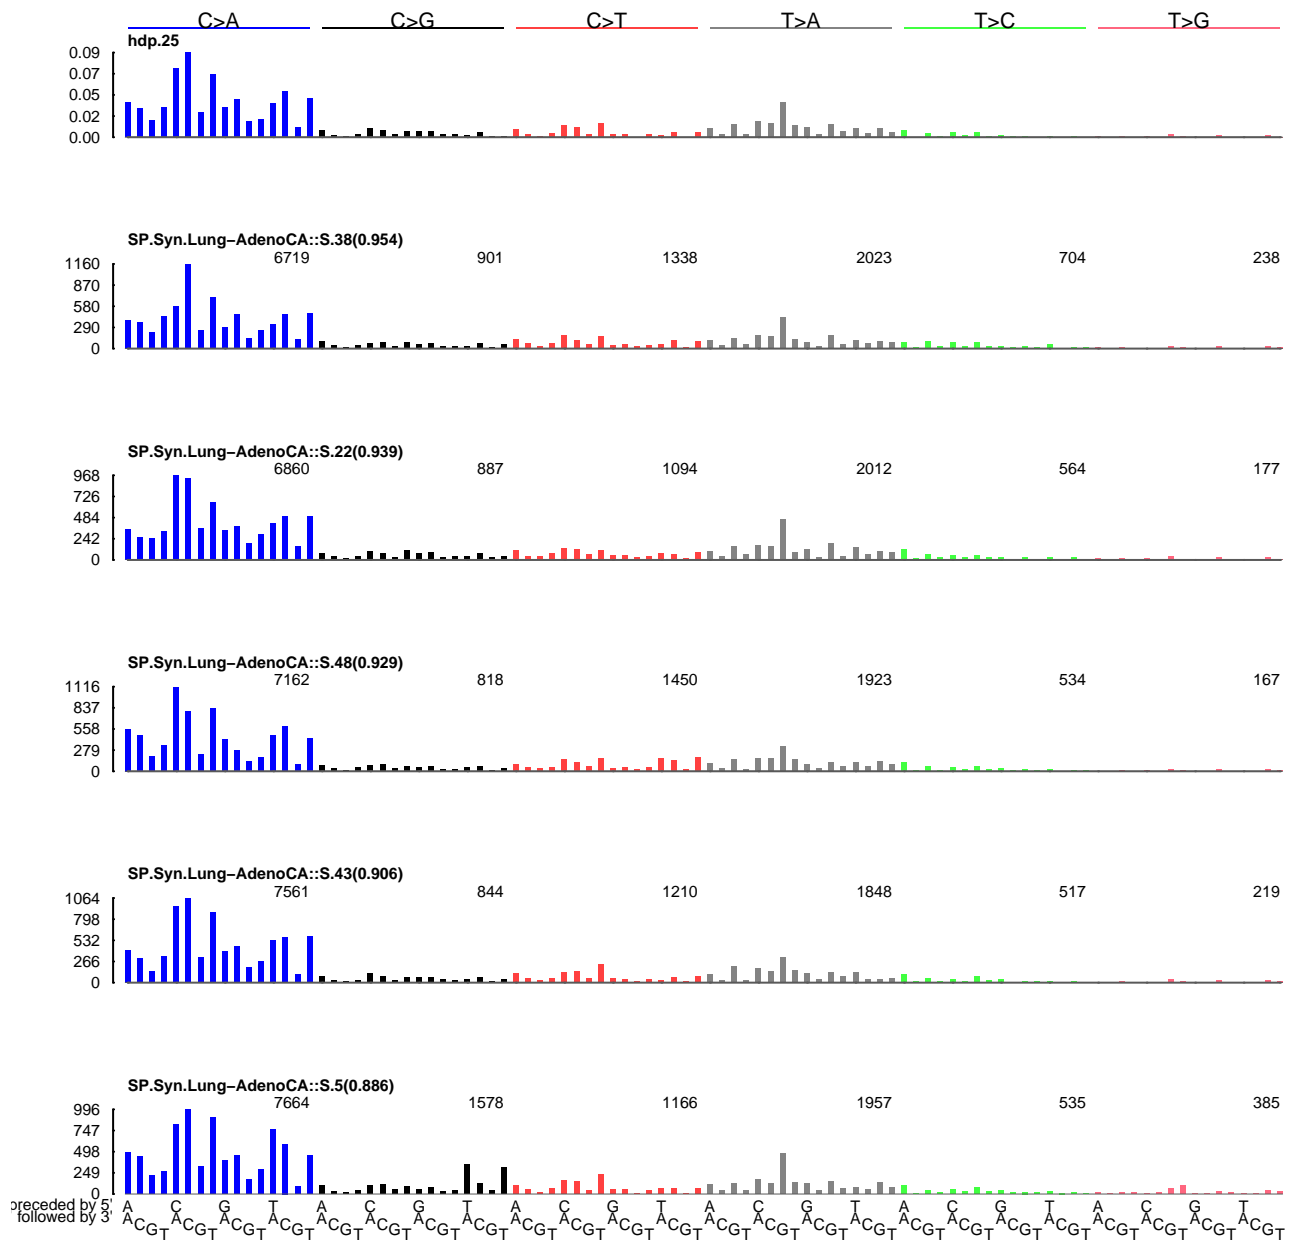 C>A C>G C>T T>A T>C T>G
hdp.25
0.09
0.07
0.05
0.02
0.00
SP.Syn.Lung−AdenoCA::S.38(0.954)
6719 901 1338 2023 704 238
1160
870
580
290
0
SP.Syn.Lung−AdenoCA::S.22(0.939)
6860 887 1094 2012 564 177
968
726
484
242
0
SP.Syn.Lung−AdenoCA::S.48(0.929)
7162 818 1450 1923 534 167
1116
837
558
279
0
SP.Syn.Lung−AdenoCA::S.43(0.906)
7561 844 1210 1848 517 219
1064
798
532
266
0
SP.Syn.Lung−AdenoCA::S.5(0.886)
7664 1578 1166 1957 535 385
996
747
498
249
0
preceded by 5' A C G T A C G T A C G T A C G T A C G T A C G T
followed by 3' A C G T A C G T A C G T A C G T A C G T A C G T A C G T A C G T A C G T A C G T A C G T A C G T A C G T A C G T A C G T A C G T A C G T A C G T A C G T A C G T A C G T A C G T A C G T A C G T